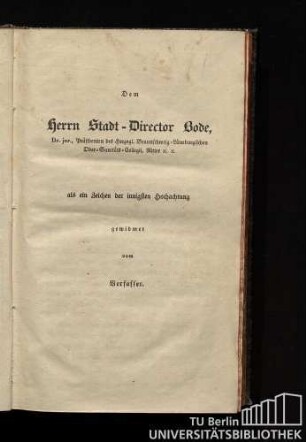 Dem
Herrn Stadt-Director Bode,
Dr. jur., Präsidenten des Herzogl. Braunschweig-Lüneburgischen
Ober-Sanitäts-Collegii, Ritter u. c.
als ein Zeichen der innigsten Hochachtung
gewidmet
vom
Verfasser.
TU Berlin
UNIVERSITÄTSBIBLIOTHEK